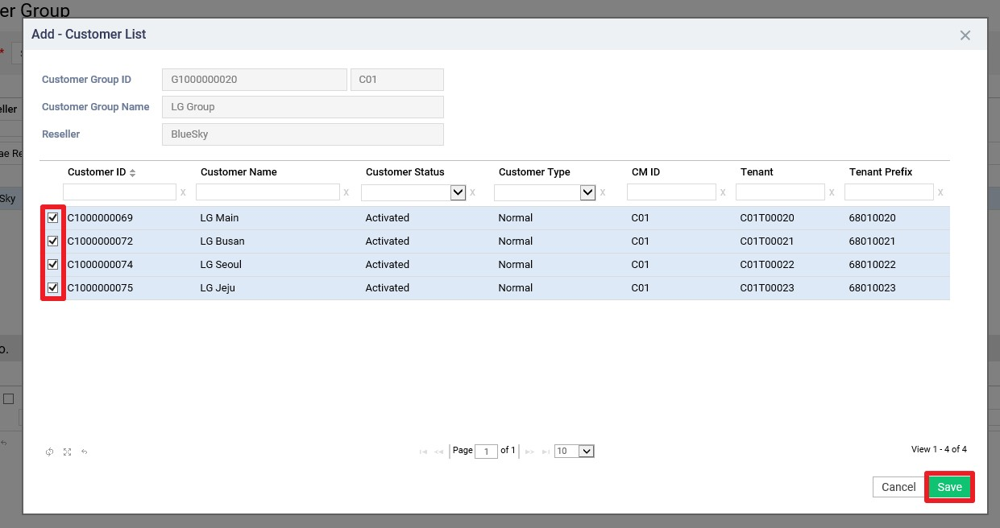 er Group
Add - Customer List
*
Customer Group ID G1000000020 C01
Customer Group Name LG Group
Reseller BlueSky
eller
ae Re
Sky
o.
Customer ID Customer Name Customer Status Customer Type CM ID Tenant Tenant Prefix
x x x x x x x
C1000000069 LG Main Activated Normal C01 C01T00020 68010020
C1000000072 LG Busan Activated Normal C01 C01T00021 68010021
C1000000074 LG Seoul Activated Normal C01 C01T00022 68010022
C1000000075 LG Jeju Activated Normal C01 C01T00023 68010023
Page 1 of 1 10 View 1 - 4 of 4
Cancel Save